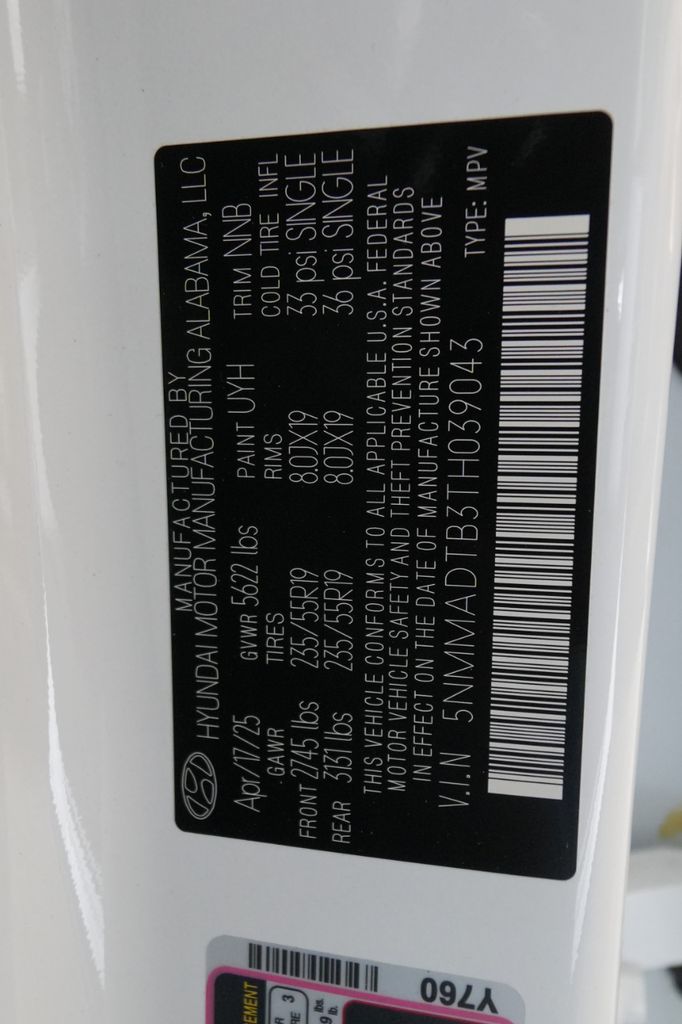 MANUFACTURED BY
HYUNDAI MOTOR MANUFACTURING ALABAMA, LLC
Apr/17/25 GVWR 5622 lbs PAINT UYH TRIM NNB
GAWR TIRES RIMS COLD TIRE INFL
FRONT 2745 lbs 235/55R19 8.0JX19 33 psi SINGLE
REAR 3131 lbs 235/55R19 8.0JX19 36 psi SINGLE
THIS VEHICLE CONFORMS TO ALL APPLICABLE U.S.A. FEDERAL
MOTOR VEHICLE SAFETY AND THEFT PREVENTION STANDARDS
IN EFFECT ON THE DATE OF MANUFACTURE SHOWN ABOVE
V.I.N 5NMMADTB3TH039043 TYPE: MPV
Y760
3
lbs.
lb.